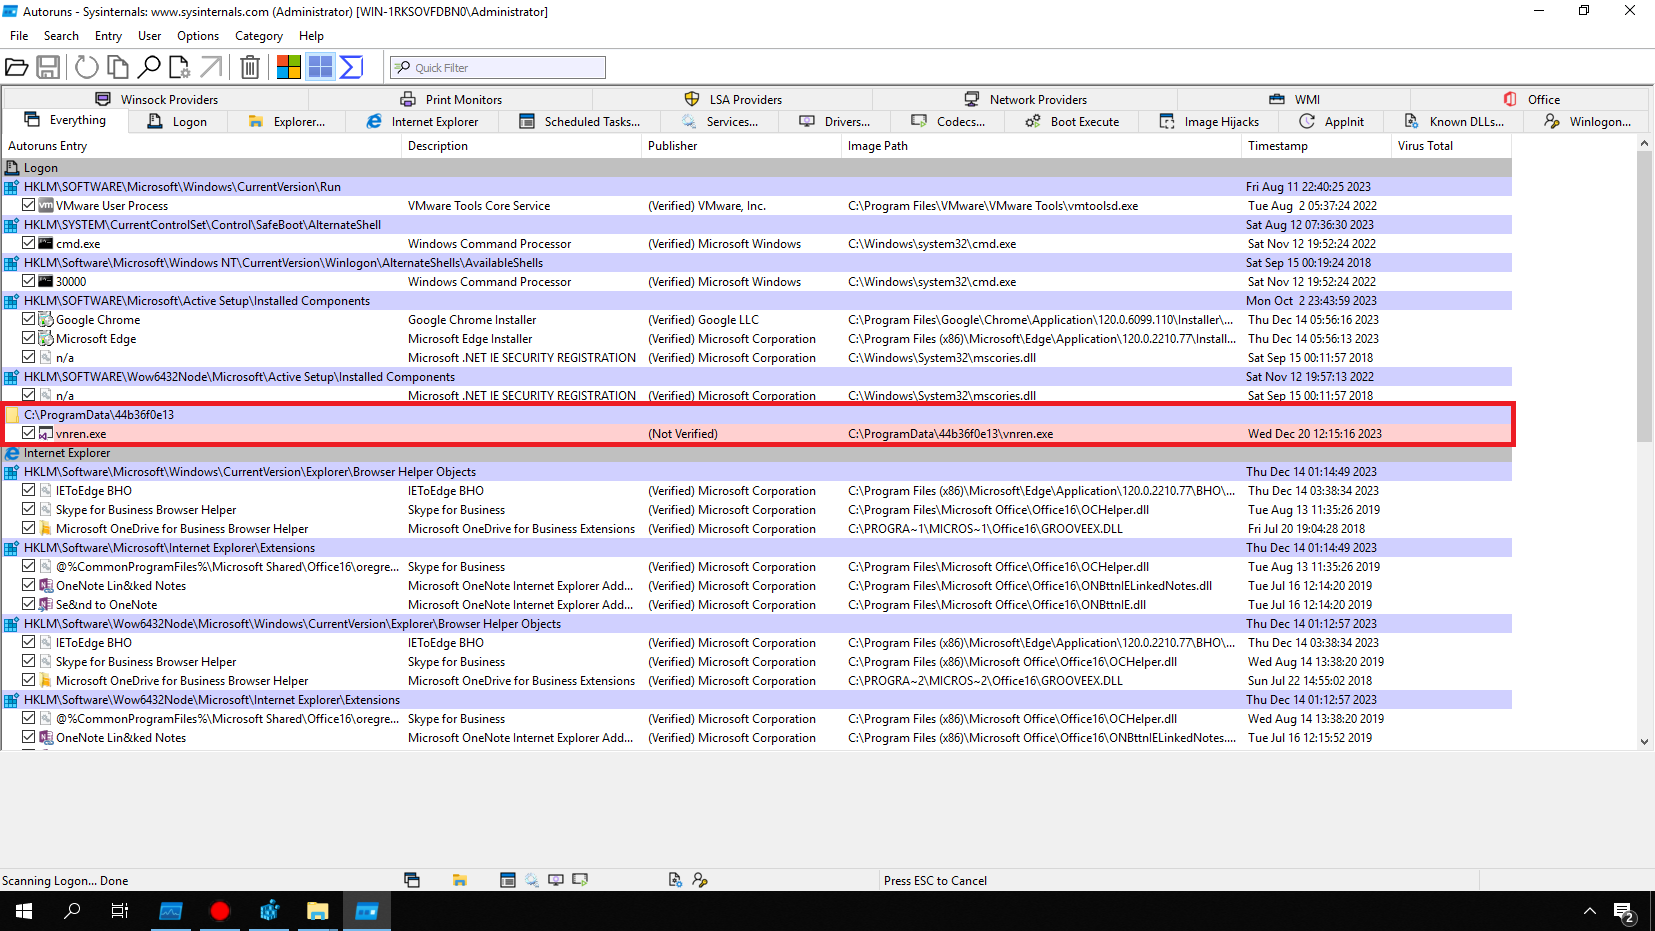 Autoruns - Sysinternals: www.sysinternals.com (Administrator) [WIN-1RKSOVFDBN0\Administrator]
File Search Entry User Options Category Help
Quick Filter
Winsock Providers Print Monitors LSA Providers Network Providers WMI Office
Everything Logon Explorer... Internet Explorer Scheduled Tasks... Services... Drivers... Codecs... Boot Execute Image Hijacks AppInit Known DLLs... Winlogon...
Autoruns Entry Description Publisher Image Path Timestamp Virus Total
Logon
HKLM\SOFTWARE\Microsoft\Windows\CurrentVersion\Run Fri Aug 11 22:40:25 2023
vm VMware User Process VMware Tools Core Service (Verified) VMware, Inc. C:\Program Files\VMware\VMware Tools\vmtoolsd.exe Tue Aug 2 05:37:24 2022
HKLM\SYSTEM\CurrentControlSet\Control\SafeBoot\AlternateShell Sat Aug 12 07:36:30 2023
cmd.exe Windows Command Processor (Verified) Microsoft Windows C:\Windows\system32\cmd.exe Sat Nov 12 19:52:24 2022
HKLM\Software\Microsoft\Windows NT\CurrentVersion\Winlogon\AlternateShells\AvailableShells Sat Sep 15 00:19:24 2018
30000 Windows Command Processor (Verified) Microsoft Windows C:\Windows\system32\cmd.exe Sat Nov 12 19:52:24 2022
HKLM\SOFTWARE\Microsoft\Active Setup\Installed Components Mon Oct 2 23:43:59 2023
Google Chrome Google Chrome Installer (Verified) Google LLC C:\Program Files\Google\Chrome\Application\120.0.6099.110\Installer\... Thu Dec 14 05:56:16 2023
Microsoft Edge Microsoft Edge Installer (Verified) Microsoft Corporation C:\Program Files (x86)\Microsoft\Edge\Application\120.0.2210.77\Install... Thu Dec 14 05:56:13 2023
n/a Microsoft .NET IE SECURITY REGISTRATION (Verified) Microsoft Corporation C:\Windows\System32\mscories.dll Sat Sep 15 00:11:57 2018
HKLM\SOFTWARE\Wow6432Node\Microsoft\Active Setup\Installed Components Sat Nov 12 19:57:13 2022
n/a Microsoft .NET IE SECURITY REGISTRATION (Verified) Microsoft Corporation C:\Windows\System32\mscories.dll Sat Sep 15 00:11:57 2018
C:\ProgramData\44b36f0e13
vnren.exe (Not Verified) C:\ProgramData\44b36f0e13\vnren.exe Wed Dec 20 12:15:16 2023
Internet Explorer
HKLM\Software\Microsoft\Windows\CurrentVersion\Explorer\Browser Helper Objects Thu Dec 14 01:14:49 2023
IEToEdge BHO IEToEdge BHO (Verified) Microsoft Corporation C:\Program Files (x86)\Microsoft\Edge\Application\120.0.2210.77\BHO\... Thu Dec 14 03:38:34 2023
Skype for Business Browser Helper Skype for Business (Verified) Microsoft Corporation C:\Program Files\Microsoft Office\Office16\OCHelper.dll Tue Aug 13 11:35:26 2019
Microsoft OneDrive for Business Browser Helper Microsoft OneDrive for Business Extensions (Verified) Microsoft Corporation C:\PROGRA~1\MICROS~1\Office16\GROOVEEX.DLL Fri Jul 20 19:04:28 2018
HKLM\Software\Microsoft\Internet Explorer\Extensions Thu Dec 14 01:14:49 2023
@%CommonProgramFiles%\Microsoft Shared\Office16\oregre... Skype for Business (Verified) Microsoft Corporation C:\Program Files\Microsoft Office\Office16\OCHelper.dll Tue Aug 13 11:35:26 2019
OneNote Lin&ked Notes Microsoft OneNote Internet Explorer Add... (Verified) Microsoft Corporation C:\Program Files\Microsoft Office\Office16\ONBttnIELinkedNotes.dll Tue Jul 16 12:14:20 2019
Se&nd to OneNote Microsoft OneNote Internet Explorer Add... (Verified) Microsoft Corporation C:\Program Files\Microsoft Office\Office16\ONBttnIE.dll Tue Jul 16 12:14:20 2019
HKLM\Software\Wow6432Node\Microsoft\Windows\CurrentVersion\Explorer\Browser Helper Objects Thu Dec 14 01:12:57 2023
IEToEdge BHO IEToEdge BHO (Verified) Microsoft Corporation C:\Program Files (x86)\Microsoft\Edge\Application\120.0.2210.77\BHO\... Thu Dec 14 03:38:34 2023
Skype for Business Browser Helper Skype for Business (Verified) Microsoft Corporation C:\Program Files (x86)\Microsoft Office\Office16\OCHelper.dll Wed Aug 14 13:38:20 2019
Microsoft OneDrive for Business Browser Helper Microsoft OneDrive for Business Extensions (Verified) Microsoft Corporation C:\PROGRA~2\MICROS~2\Office16\GROOVEEX.DLL Sun Jul 22 14:55:02 2018
HKLM\Software\Wow6432Node\Microsoft\Internet Explorer\Extensions Thu Dec 14 01:12:57 2023
@%CommonProgramFiles%\Microsoft Shared\Office16\oregre... Skype for Business (Verified) Microsoft Corporation C:\Program Files (x86)\Microsoft Office\Office16\OCHelper.dll Wed Aug 14 13:38:20 2019
OneNote Lin&ked Notes Microsoft OneNote Internet Explorer Add... (Verified) Microsoft Corporation C:\Program Files (x86)\Microsoft Office\Office16\ONBttnIELinkedNotes.... Tue Jul 16 12:15:52 2019
Scanning Logon... Done Press ESC to Cancel
2